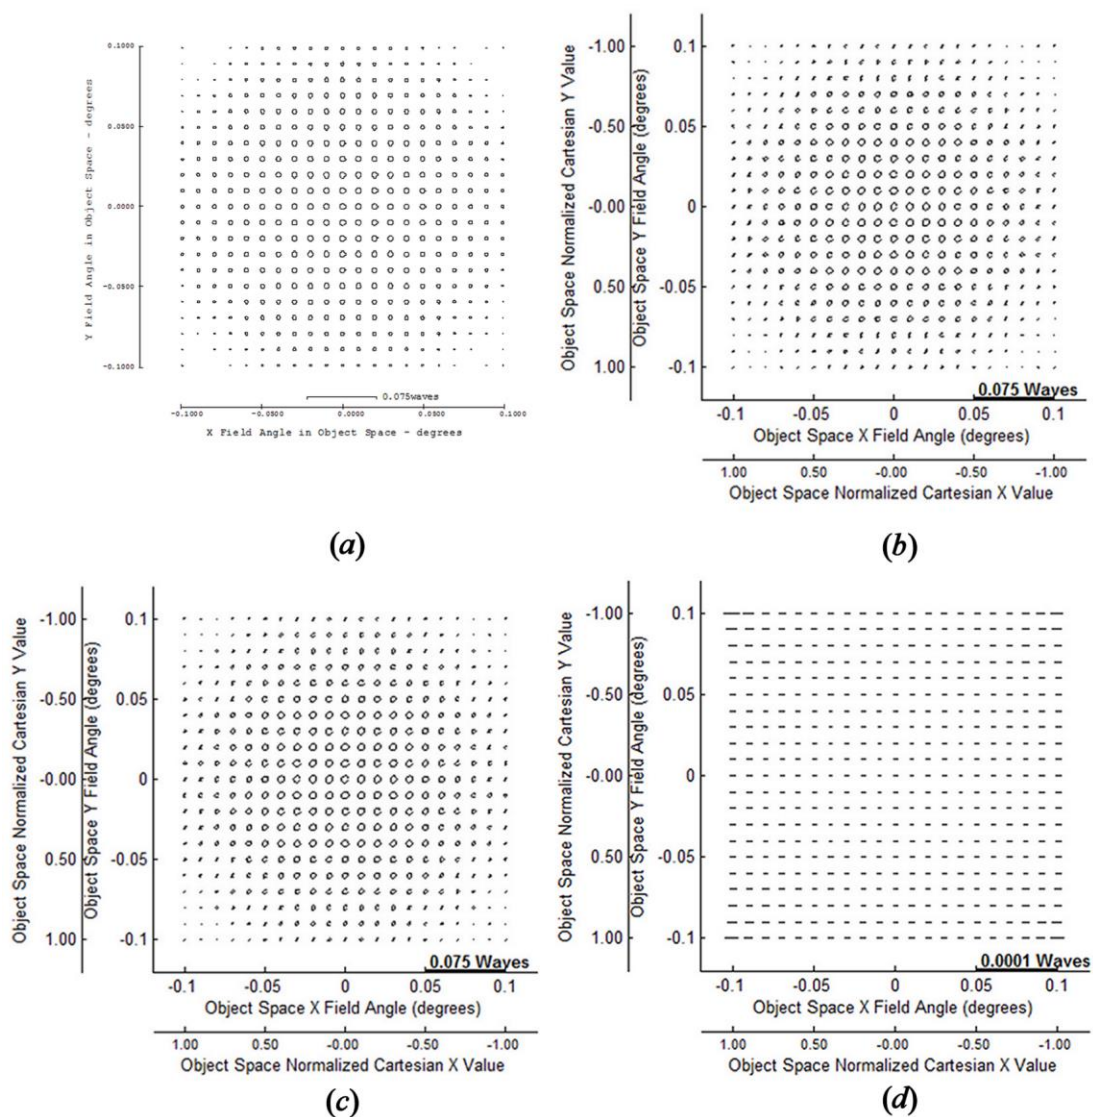 0.1000
0.0500
0.0000
-0.0500
-0.1000
Y Field Angle in Object Space - degrees
0.075waves
-0.1000 -0.0500 0.0000 0.0500 0.1000
X Field Angle in Object Space - degrees
(a)
Object Space Normalized Cartesian Y Value
-1.00
-0.50
-0.00
0.50
1.00
Object Space Y Field Angle (degrees)
0.1
0.05
0
-0.05
-0.1
0.075 Waves
-0.1 -0.05 0 0.05 0.1
Object Space X Field Angle (degrees)
1.00 0.50 -0.00 -0.50 -1.00
Object Space Normalized Cartesian X Value
(b)
Object Space Normalized Cartesian Y Value
-1.00
-0.50
-0.00
0.50
1.00
Object Space Y Field Angle (degrees)
0.1
0.05
0
-0.05
-0.1
0.075 Waves
-0.1 -0.05 0 0.05 0.1
Object Space X Field Angle (degrees)
1.00 0.50 -0.00 -0.50 -1.00
Object Space Normalized Cartesian X Value
(c)
Object Space Normalized Cartesian Y Value
-1.00
-0.50
-0.00
0.50
1.00
Object Space Y Field Angle (degrees)
0.1
0.05
0
-0.05
-0.1
0.0001 Waves
-0.1 -0.05 0 0.05 0.1
Object Space X Field Angle (degrees)
1.00 0.50 -0.00 -0.50 -1.00
Object Space Normalized Cartesian X Value
(d)